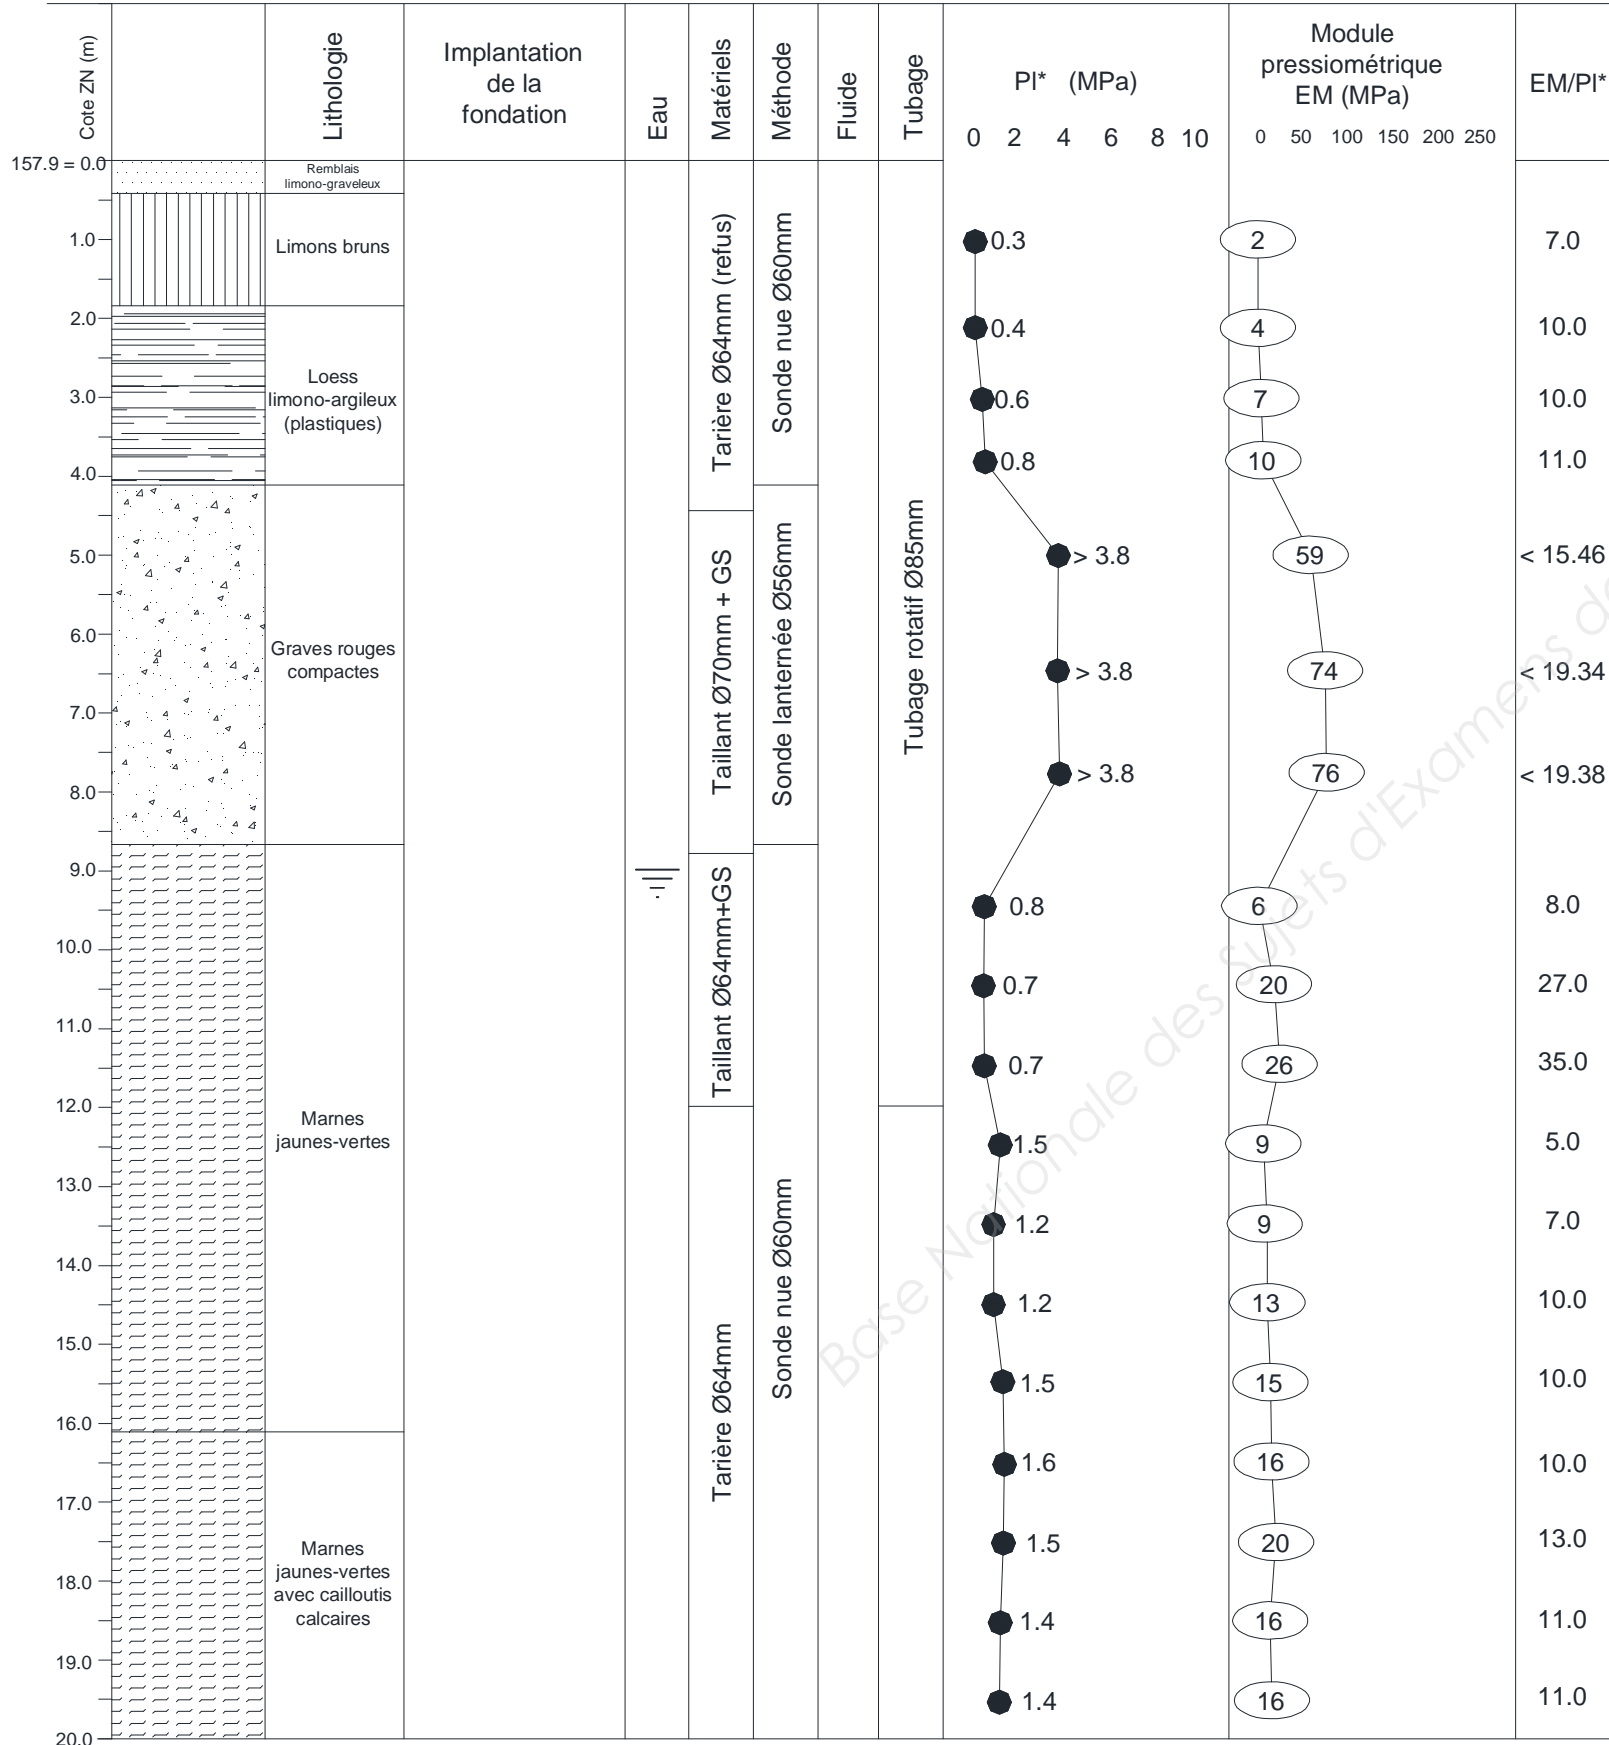 Cote ZN (m)
Lithologie
Implantation
de la
fondation
Eau
Matériels
Méthode
Fluide
Tubage
Pl* (MPa)
0 2 4 6 8 10
Module
pressiométrique
EM (MPa)
0 50 100 150 200 250
EM/Pl*
157.9 = 0.0
1.0
2.0
3.0
4.0
5.0
6.0
7.0
8.0
9.0
10.0
11.0
12.0
13.0
14.0
15.0
16.0
17.0
18.0
19.0
20.0
Remblais
limono-graveleux
Limons bruns
Loess
limono-argileux
(plastiques)
Graves rouges
compactes
Marnes
jaunes-vertes
Marnes
jaunes-vertes
avec cailloutis
calcaires
Tarière Ø64mm (refus)
Taillant Ø70mm + GS
Taillant Ø64mm+GS
Tarière Ø64mm
Sonde nue Ø60mm
Sonde lanternée Ø56mm
Sonde nue Ø60mm
Tubage rotatif Ø85mm
0.3 2 7.0
0.4 4 10.0
0.6 7 10.0
0.8 10 11.0
> 3.8 59 < 15.46
> 3.8 74 < 19.34
> 3.8 76 < 19.38
0.8 6 8.0
0.7 20 27.0
0.7 26 35.0
1.5 9 5.0
1.2 9 7.0
1.2 13 10.0
1.5 15 10.0
1.6 16 10.0
1.5 20 13.0
1.4 16 11.0
1.4 16 11.0
Base Nationale des Sujets d'Examens de